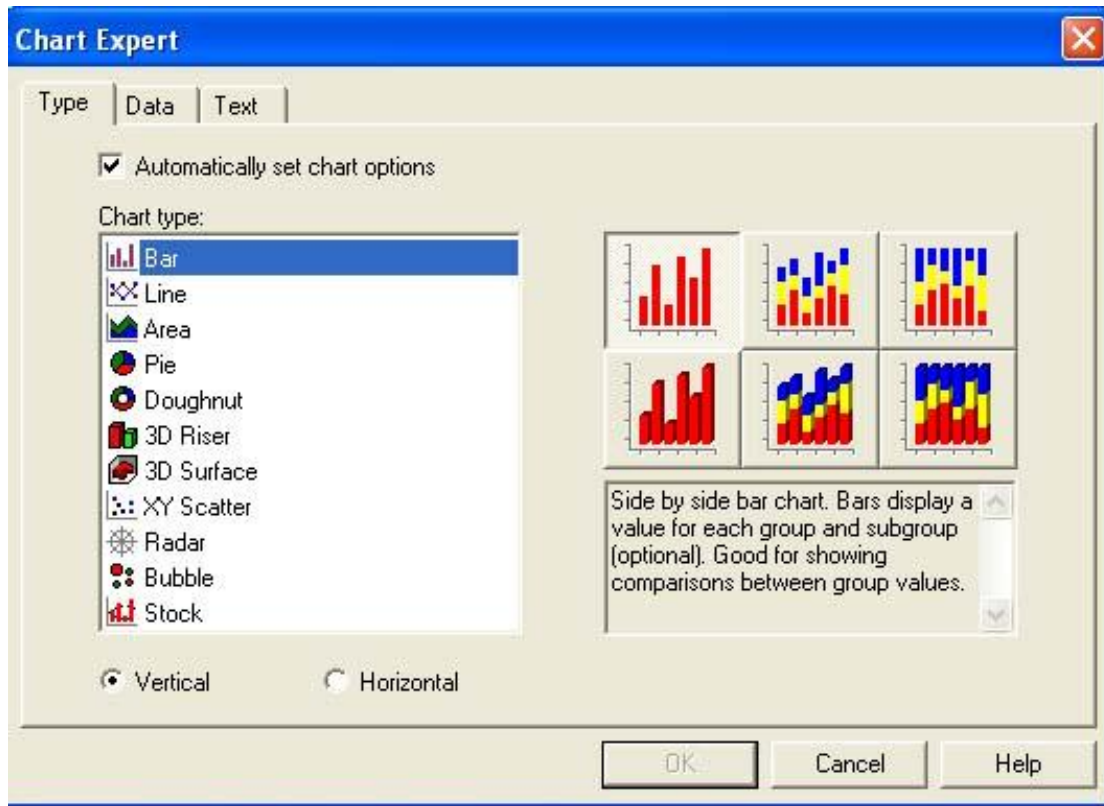 Chart Expert
Type
Data
Text
Automatically set chart options
Chart type:
Bar
Line
Area
Pie
Doughnut
3D Riser
3D Surface
XY Scatter
Radar
Bubble
Stock
Side by side bar chart. Bars display a
value for each group and subgroup
(optional). Good for showing
comparisons between group values.
Vertical
Horizontal
OK
Cancel
Help